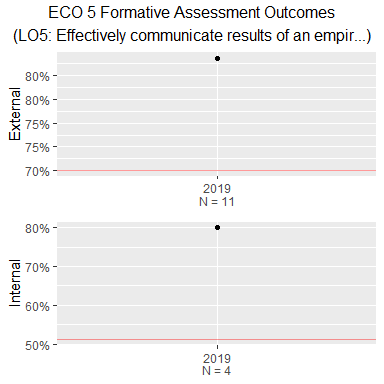 ECO 5 Formative Assessment Outcomes
(LO5: Effectively communicate results of an empir...)
External
80%
80%
75%
75%
70%
2019
N = 11
Internal
80%
70%
60%
50%
2019
N = 4